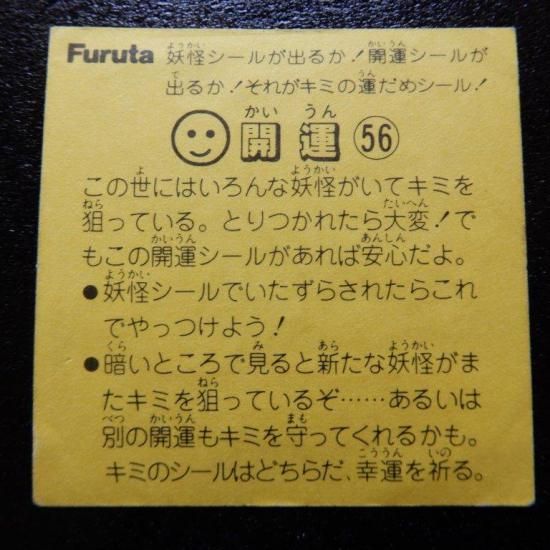 Furuta 妖怪シールが出るか!開運シールが
出るか!それがキミの運だめシール!
開運 56
この世にはいろんな妖怪がいてキミを
狙っている。とりつかれたら大変!で
もこの開運シールがあれば安心だよ。
●妖怪シールでいたずらされたらこれ
でやっつけよう!
●暗いところで見ると新たな妖怪がま
たキミを狙っているぞ……あるいは
別の開運もキミを守ってくれるかも。
キミのシールはどちらだ、幸運を祈る。